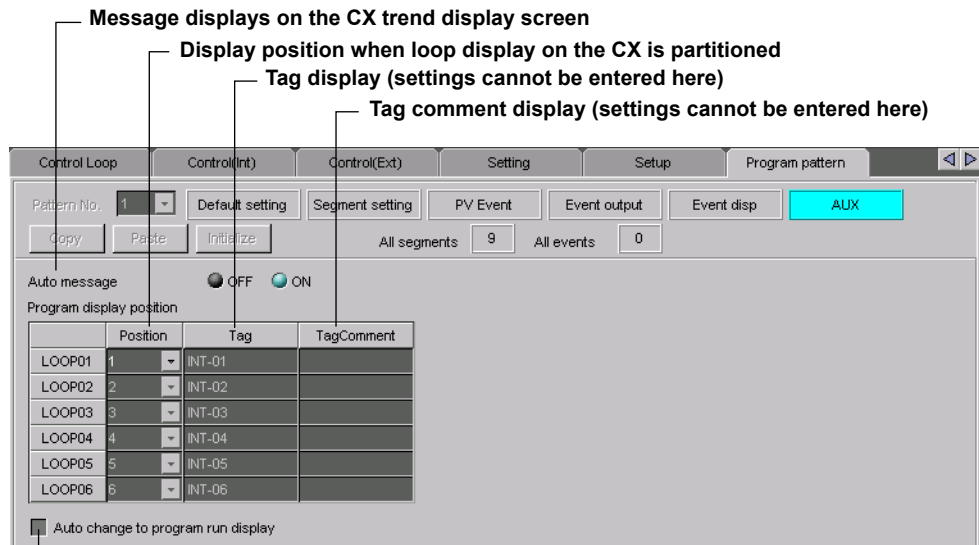 Message displays on the CX trend display screen
Display position when loop display on the CX is partitioned
Tag display (settings cannot be entered here)
Tag comment display (settings cannot be entered here)
Control Loop Control(Int) Control(Ext) Setting Setup Program pattern
Pattern No. 1 Default setting Segment setting PV Event Event output Event disp AUX
Copy Paste Initialize All segments 9 All events 0
Auto message OFF ON
Program display position
Position Tag TagComment
LOOP01 1 INT-01
LOOP02 2 INT-02
LOOP03 3 INT-03
LOOP04 4 INT-04
LOOP05 5 INT-05
LOOP06 6 INT-06
Auto change to program run display